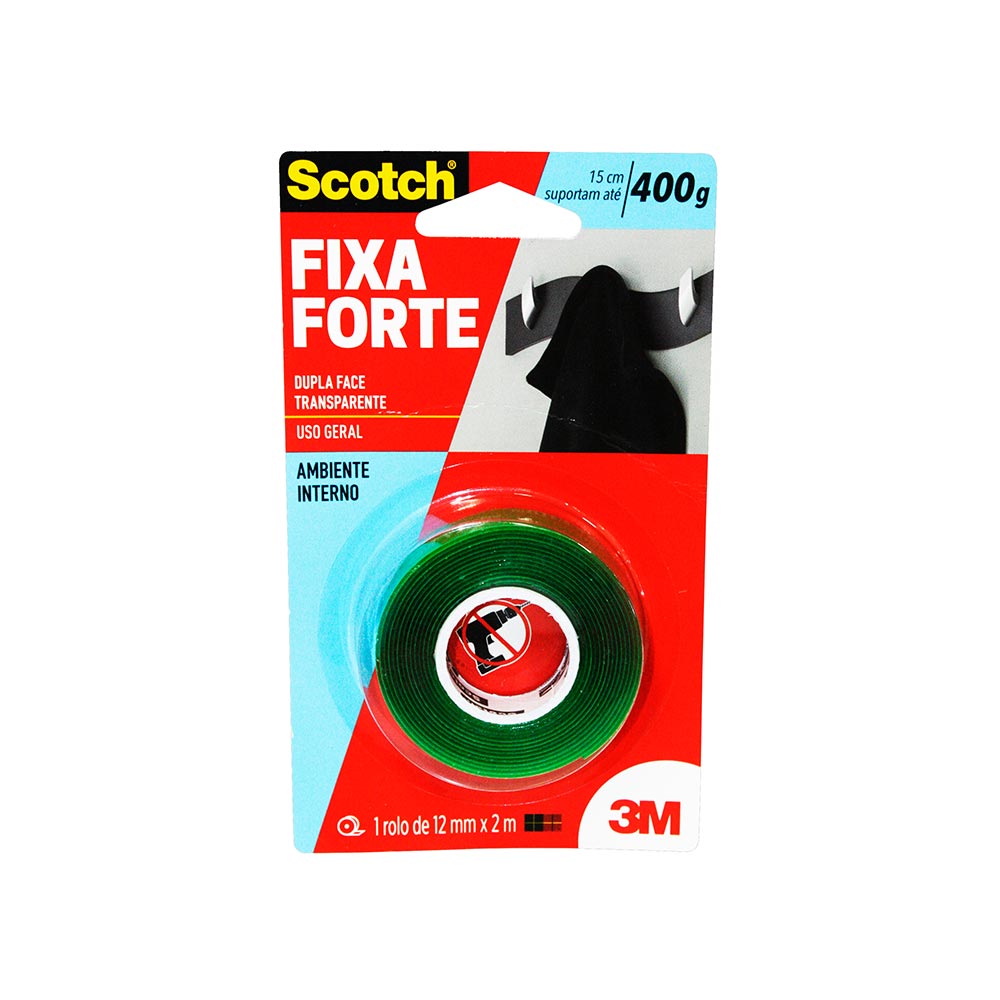 Scotch®
15 cm
suportam até
400g
FIXA
FORTE
DUPLA FACE
TRANSPARENTE
USO GERAL
AMBIENTE
INTERNO
1 rolo de 12 mm x 2 m
3M